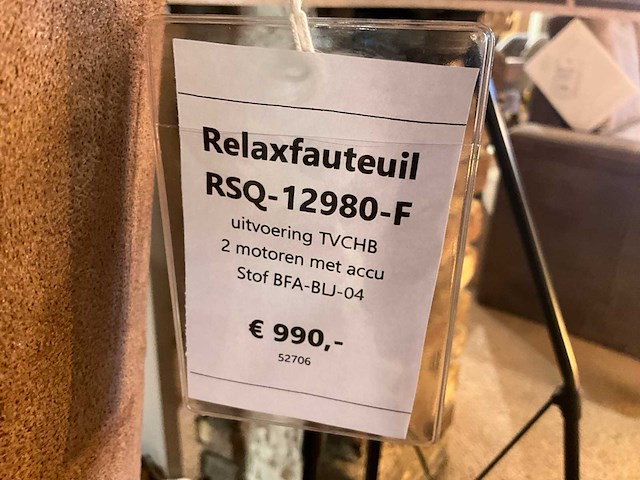 Relaxfauteuil
RSQ-12980-F
uitvoering TVCHB
2 motoren met accu
Stof BFA-BLJ-04
€ 990,-
52706